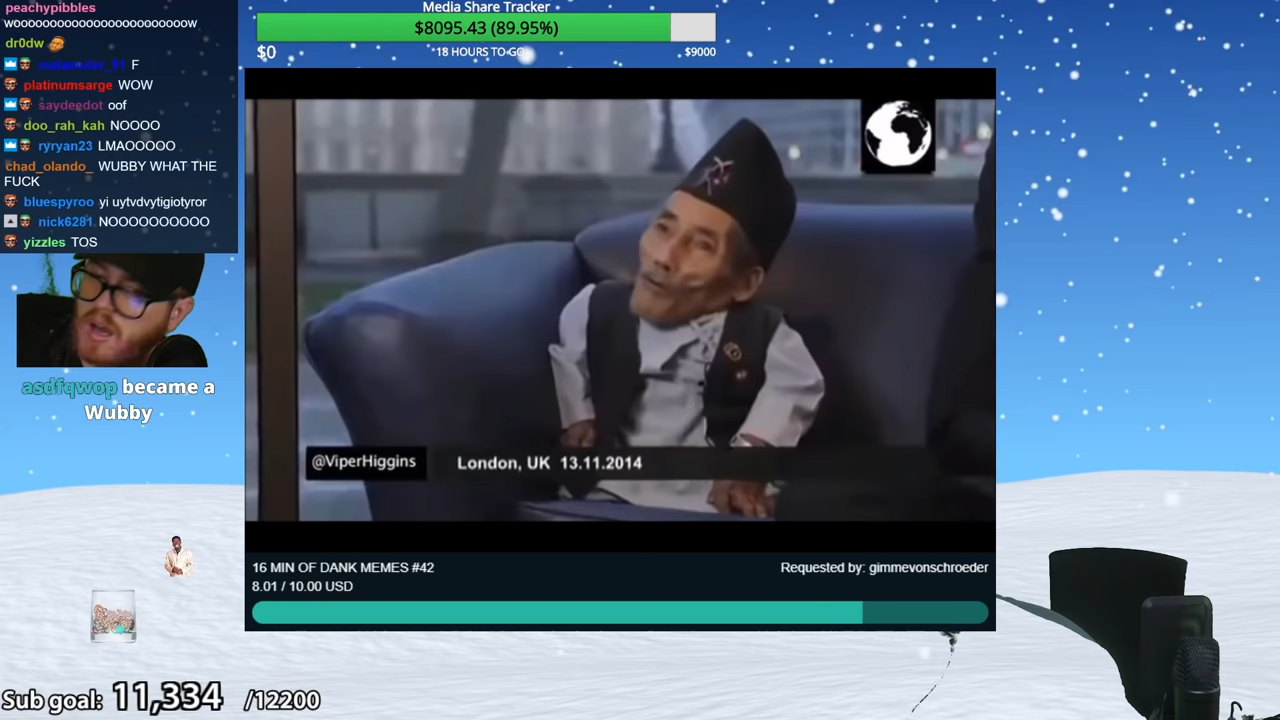 peachypibbles
woooooooooooooooooooooooow
dr0dw
F
platinumsarge WOW
saydeedot oof
doo_rah_kah NOOOO
ryryan23 LMAOOOOO
chad_olando_ WUBBY WHAT THE
FUCK
bluespyroo yi uytvdvytigiotyror
nick6281 NOOOOOOOOOO
yizzles TOS
Media Share Tracker
$8095.43 (89.95%)
$0
18 HOURS TO GO
$9000
asdfqwop became a
Wubby
@ViperHiggins
London, UK 13.11.2014
16 MIN OF DANK MEMES #42
Requested by: gimmevonschroeder
8.01 / 10.00 USD
Sub goal: 11,334 /12200